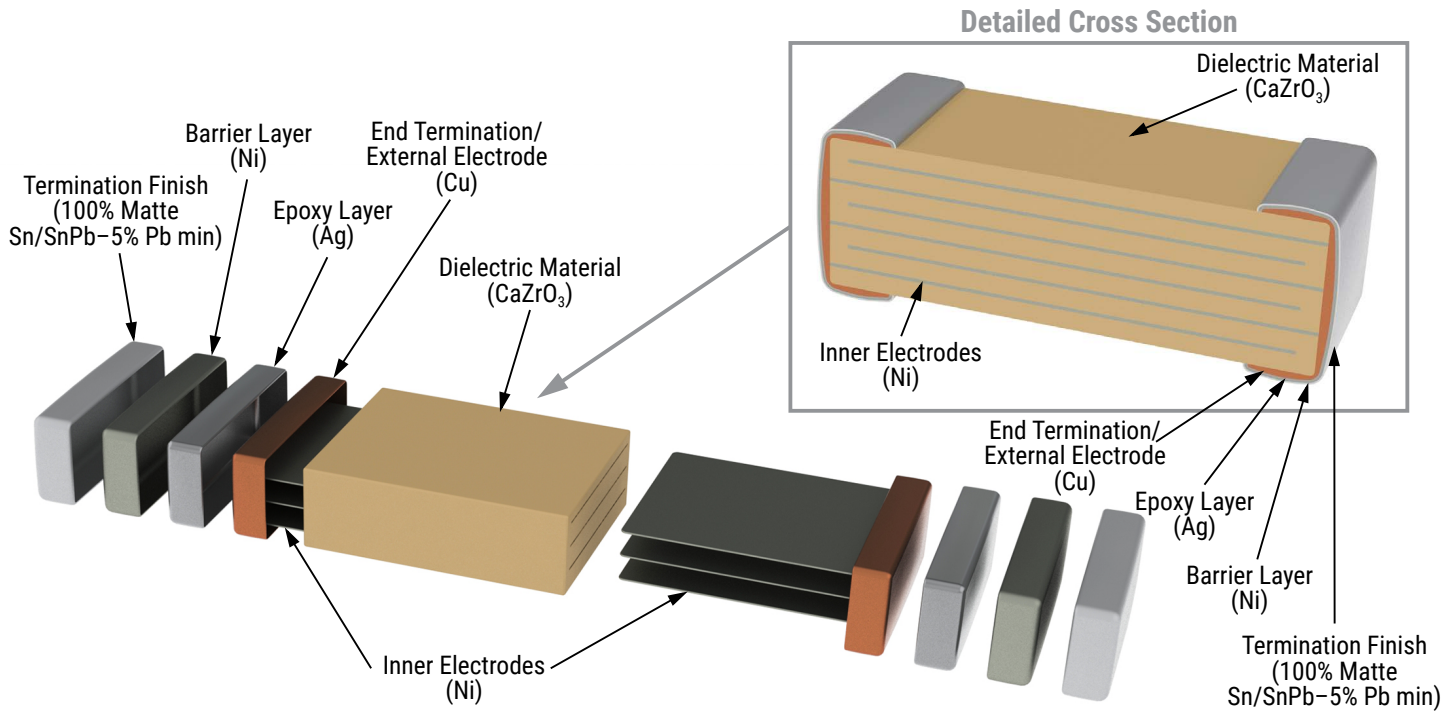 Detailed Cross Section
Dielectric Material
(CaZrO₃)
Inner Electrodes
(Ni)
End Termination/
External Electrode
(Cu)
Epoxy Layer
(Ag)
Barrier Layer
(Ni)
Termination Finish
(100% Matte
Sn/SnPb–5% Pb min)
Termination Finish
(100% Matte
Sn/SnPb–5% Pb min)
Barrier Layer
(Ni)
Epoxy Layer
(Ag)
End Termination/
External Electrode
(Cu)
Dielectric Material
(CaZrO₃)
Inner Electrodes
(Ni)